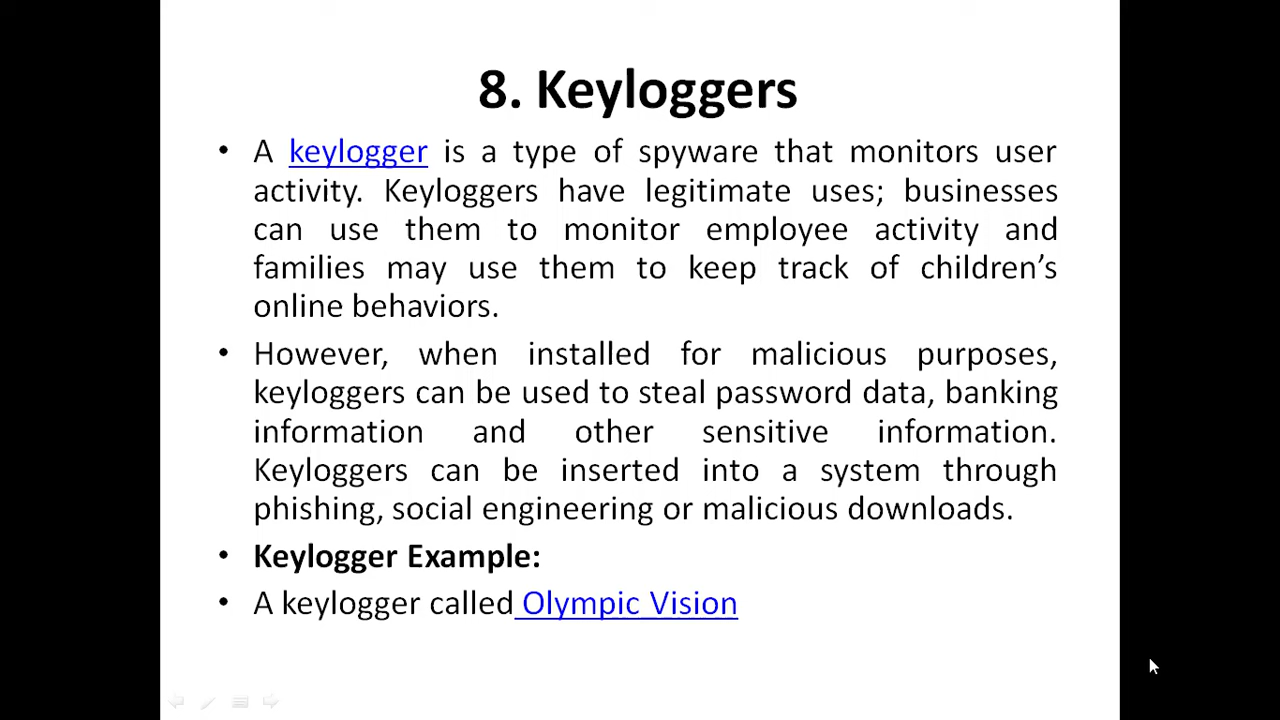 8. Keyloggers
• A keylogger is a type of spyware that monitors user
activity. Keyloggers have legitimate uses; businesses
can use them to monitor employee activity and
families may use them to keep track of children’s
online behaviors.
• However, when installed for malicious purposes,
keyloggers can be used to steal password data, banking
information and other sensitive information.
Keyloggers can be inserted into a system through
phishing, social engineering or malicious downloads.
• Keylogger Example:
• A keylogger called Olympic Vision